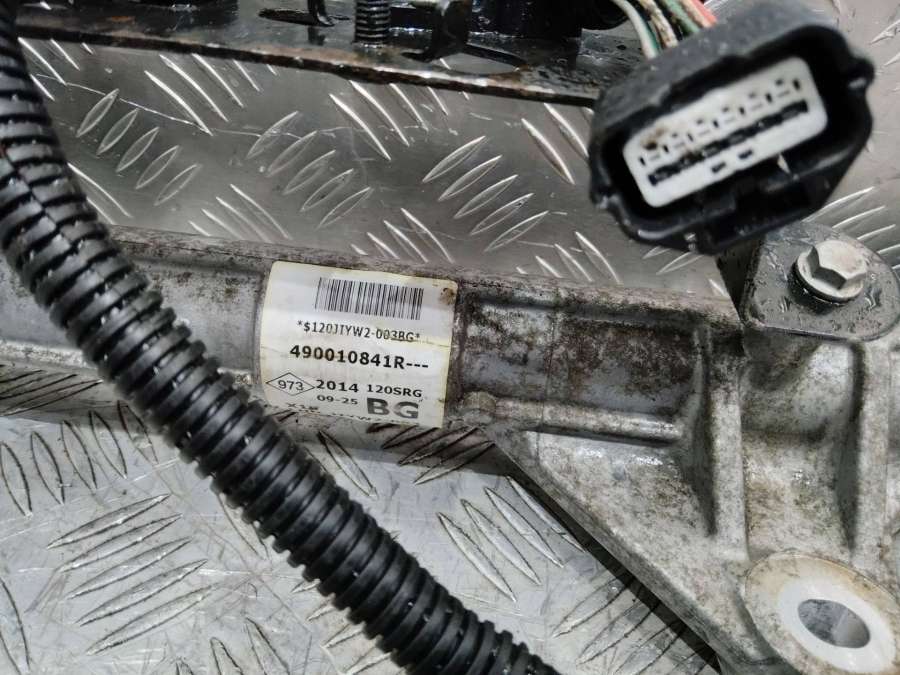 *$120JTYW2-003BG*
490010841R---
973 2014 120SRG
09-25 BG